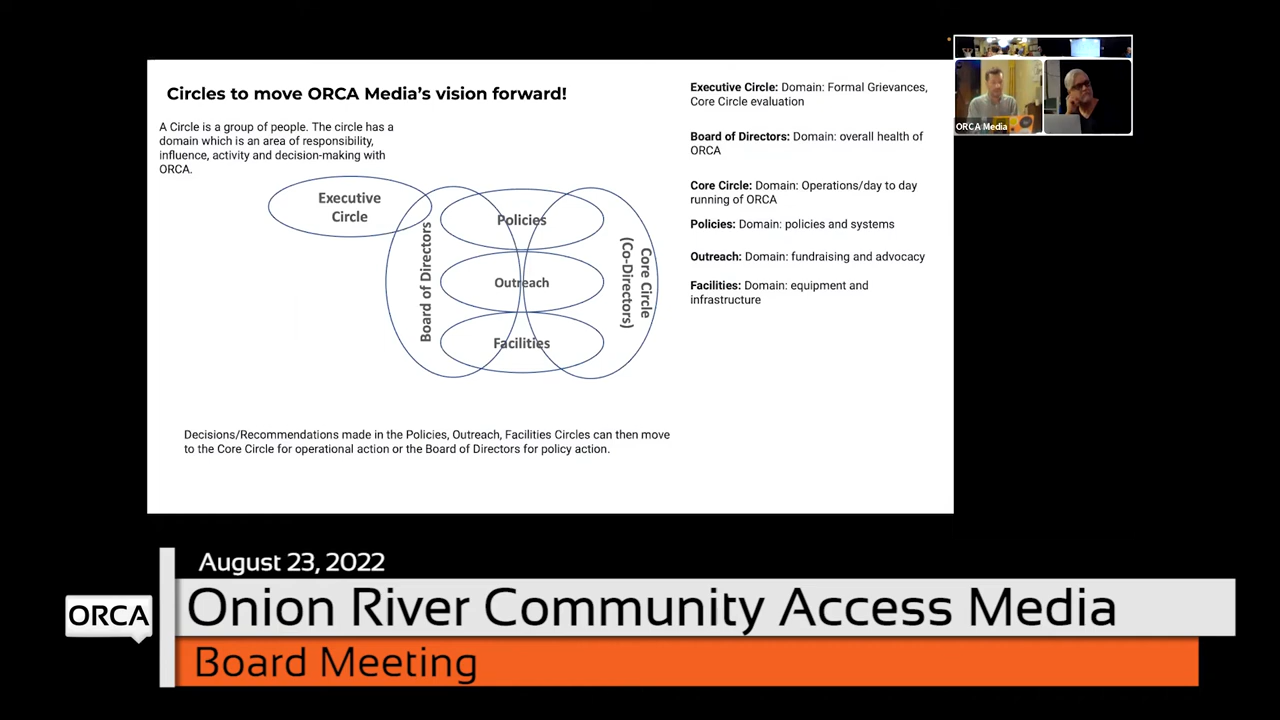 Circles to move ORCA Media's vision forward!
A Circle is a group of people. The circle has a
domain which is an area of responsibility,
influence, activity and decision-making with
ORCA.
Executive
Circle
Board of Directors
Policies
Outreach
Facilities
Core Circle
(Co-Directors)
Decisions/Recommendations made in the Policies, Outreach, Facilities Circles can then move
to the Core Circle for operational action or the Board of Directors for policy action.
Executive Circle: Domain: Formal Grievances,
Core Circle evaluation
Board of Directors: Domain: overall health of
ORCA
Core Circle: Domain: Operations/day to day
running of ORCA
Policies: Domain: policies and systems
Outreach: Domain: fundraising and advocacy
Facilities: Domain: equipment and
infrastructure
ORCA Media
August 23, 2022
ORCA
Onion River Community Access Media
Board Meeting